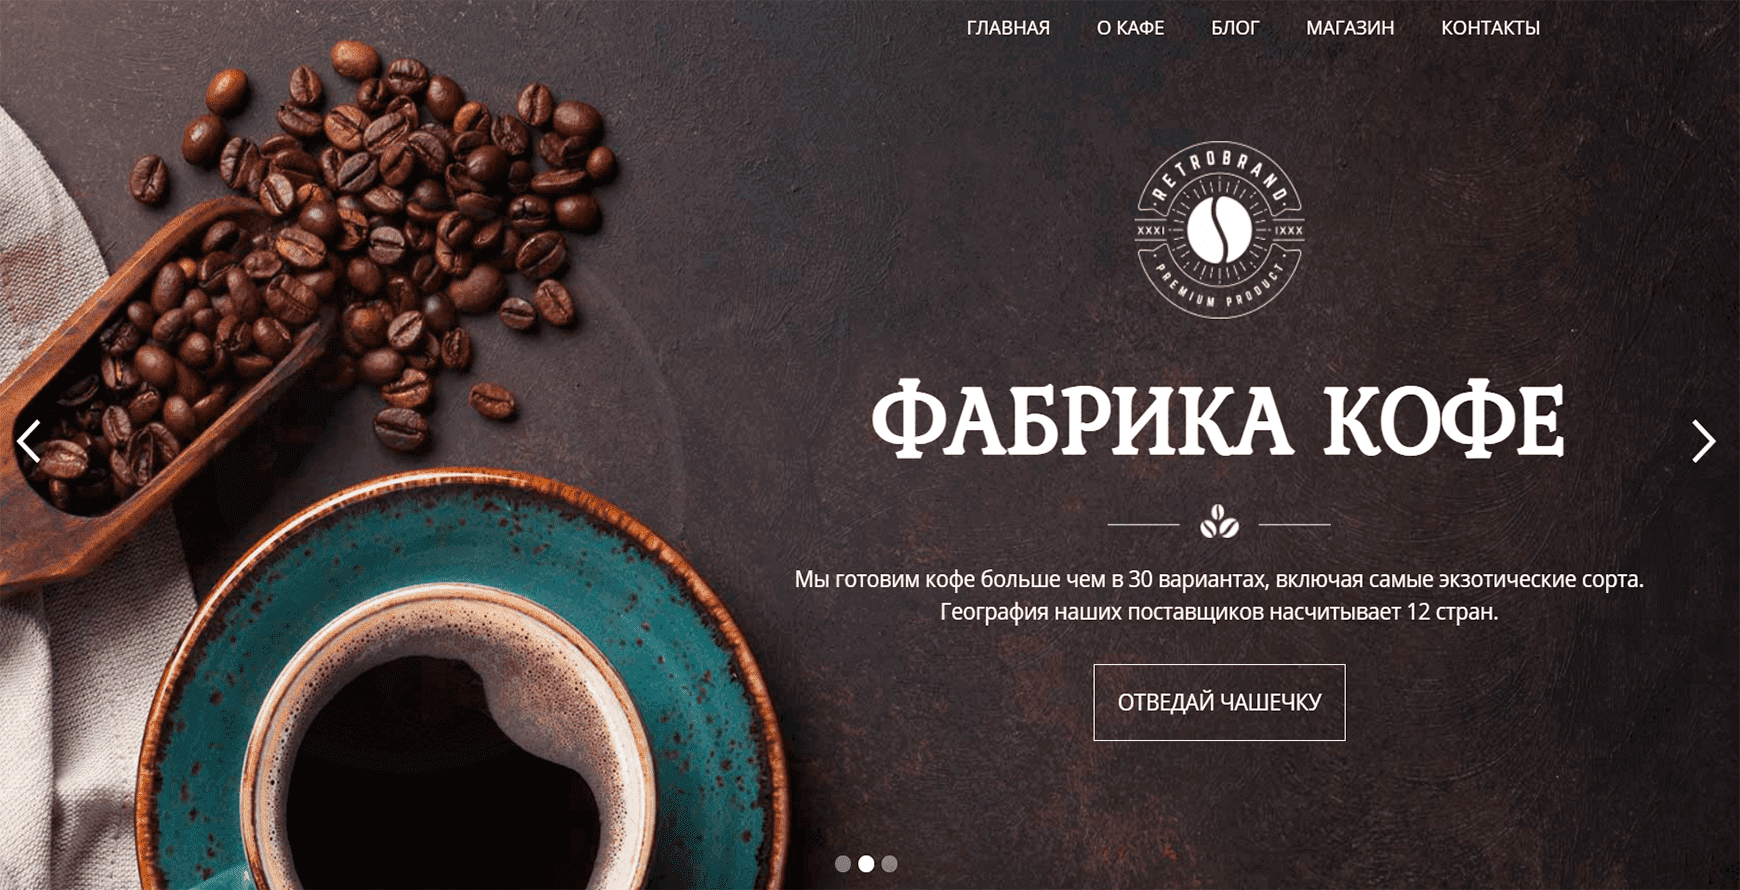 ГЛАВНАЯ О КАФЕ БЛОГ МАГАЗИН КОНТАКТЫ
RETROBRAND
XXXI IXXX
PREMIUM PRODUCT
ФАБРИКА КОФЕ
Мы готовим кофе больше чем в 30 вариантах, включая самые экзотические сорта.
География наших поставщиков насчитывает 12 стран.
ОТВЕДАЙ ЧАШЕЧКУ